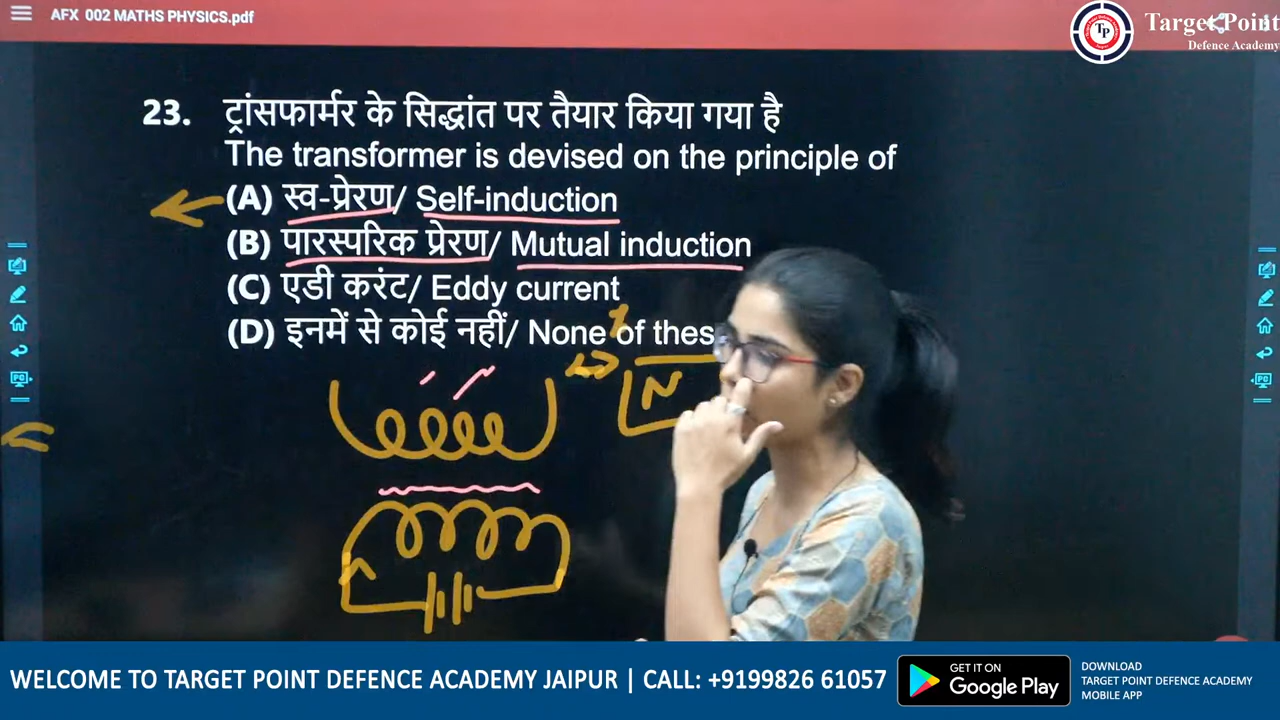 AFX 002 MATHS PHYSICS.pdf
TP
Target Point
Defence Academy
23. ट्रांसफार्मर के सिद्धांत पर तैयार किया गया है
The transformer is devised on the principle of
(A) स्व-प्रेरण/ Self-induction
(B) पारस्परिक प्रेरण/ Mutual induction
(C) एडी करंट/ Eddy current
(D) इनमें से कोई नहीं/ None of thes
N
WELCOME TO TARGET POINT DEFENCE ACADEMY JAIPUR | CALL: +9199826 61057
GET IT ON
Google Play
DOWNLOAD
TARGET POINT DEFENCE ACADEMY
MOBILE APP